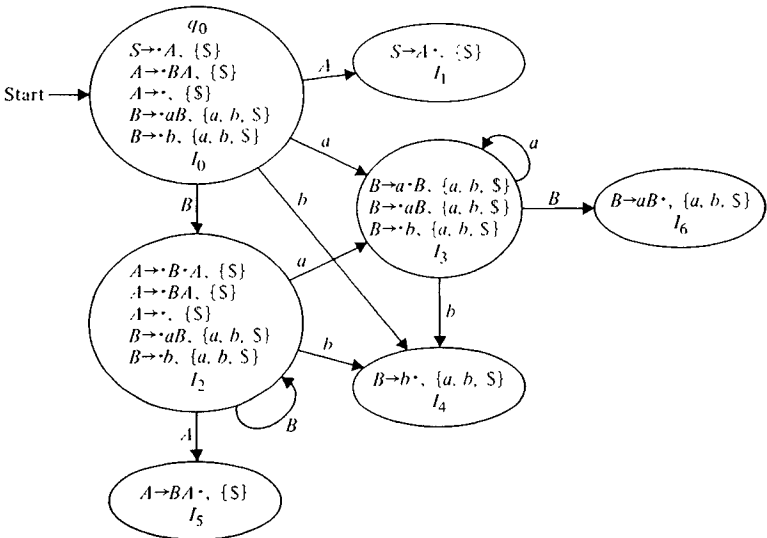 q₀
S→·A, {$}
A→·BA, {$}
A→·, {$}
B→·aB, {a, b, $}
B→·b, {a, b, $}
I₀
Start
A
S→A·, {$}
I₁
a
b
B
a
B→a·B, {a, b, $}
B→·aB, {a, b, $}
B→·b, {a, b, $}
I₃
B
B→aB·, {a, b, $}
I₆
a
b
A→·B·A, {$}
A→·BA, {$}
A→·, {$}
B→·aB, {a, b, $}
B→·b, {a, b, $}
I₂
b
B
B→b·, {a, b, $}
I₄
A
A→BA·, {$}
I₅